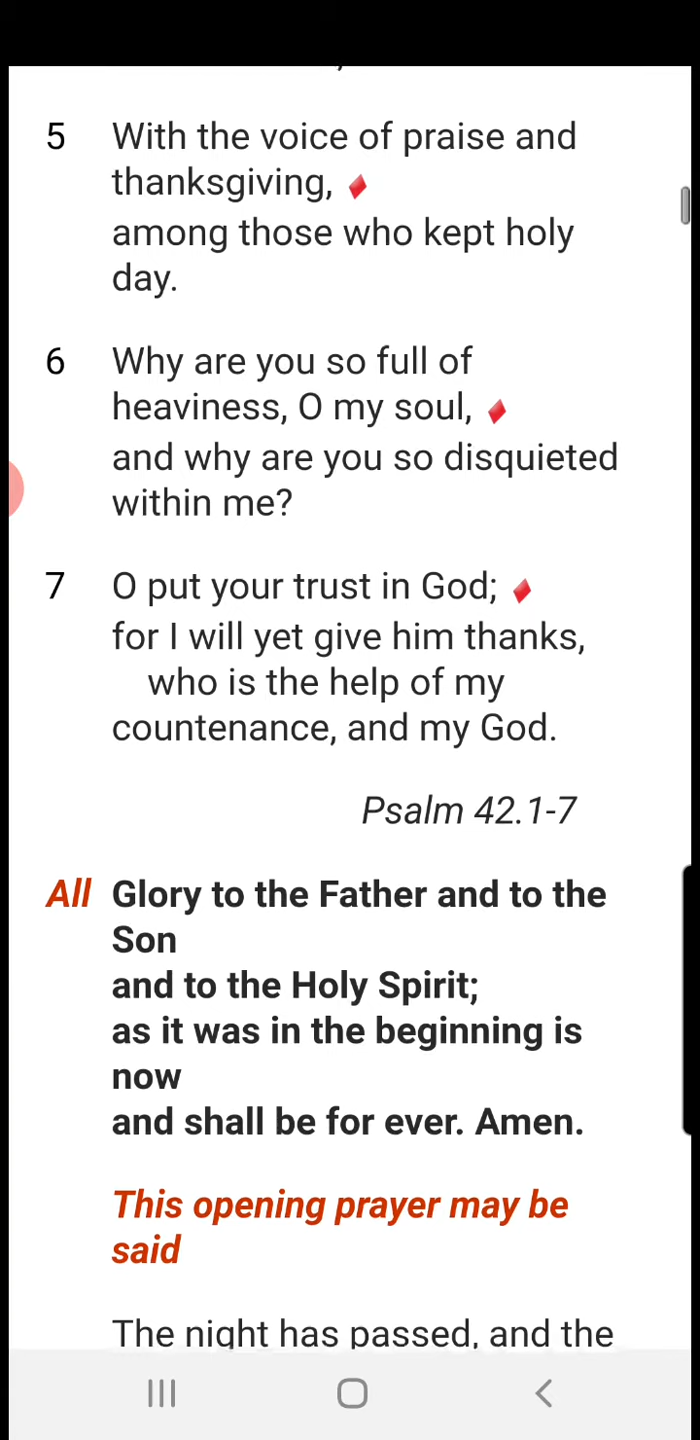 5 With the voice of praise and
thanksgiving, ♦
among those who kept holy
day.
6 Why are you so full of
heaviness, O my soul, ♦
and why are you so disquieted
within me?
7 O put your trust in God; ♦
for I will yet give him thanks,
who is the help of my
countenance, and my God.
Psalm 42.1-7
All Glory to the Father and to the
Son
and to the Holy Spirit;
as it was in the beginning is
now
and shall be for ever. Amen.
This opening prayer may be
said
The night has passed, and the